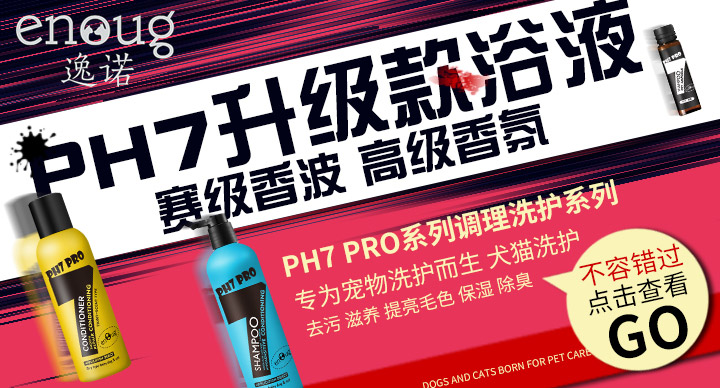 enoug
逸诺
PH7升级款浴液
赛级香波 高级香氛
PH7 PRO系列调理洗护系列
专为宠物洗护而生 犬猫洗护
去污 滋养 提亮毛色 保湿 除臭
不容错过
点击查看
GO
DOGS AND CATS BORN FOR PET CARE
PH7 PRO
CONDITIONER
PH7 PRO
SHAMPOO
PH7 PRO